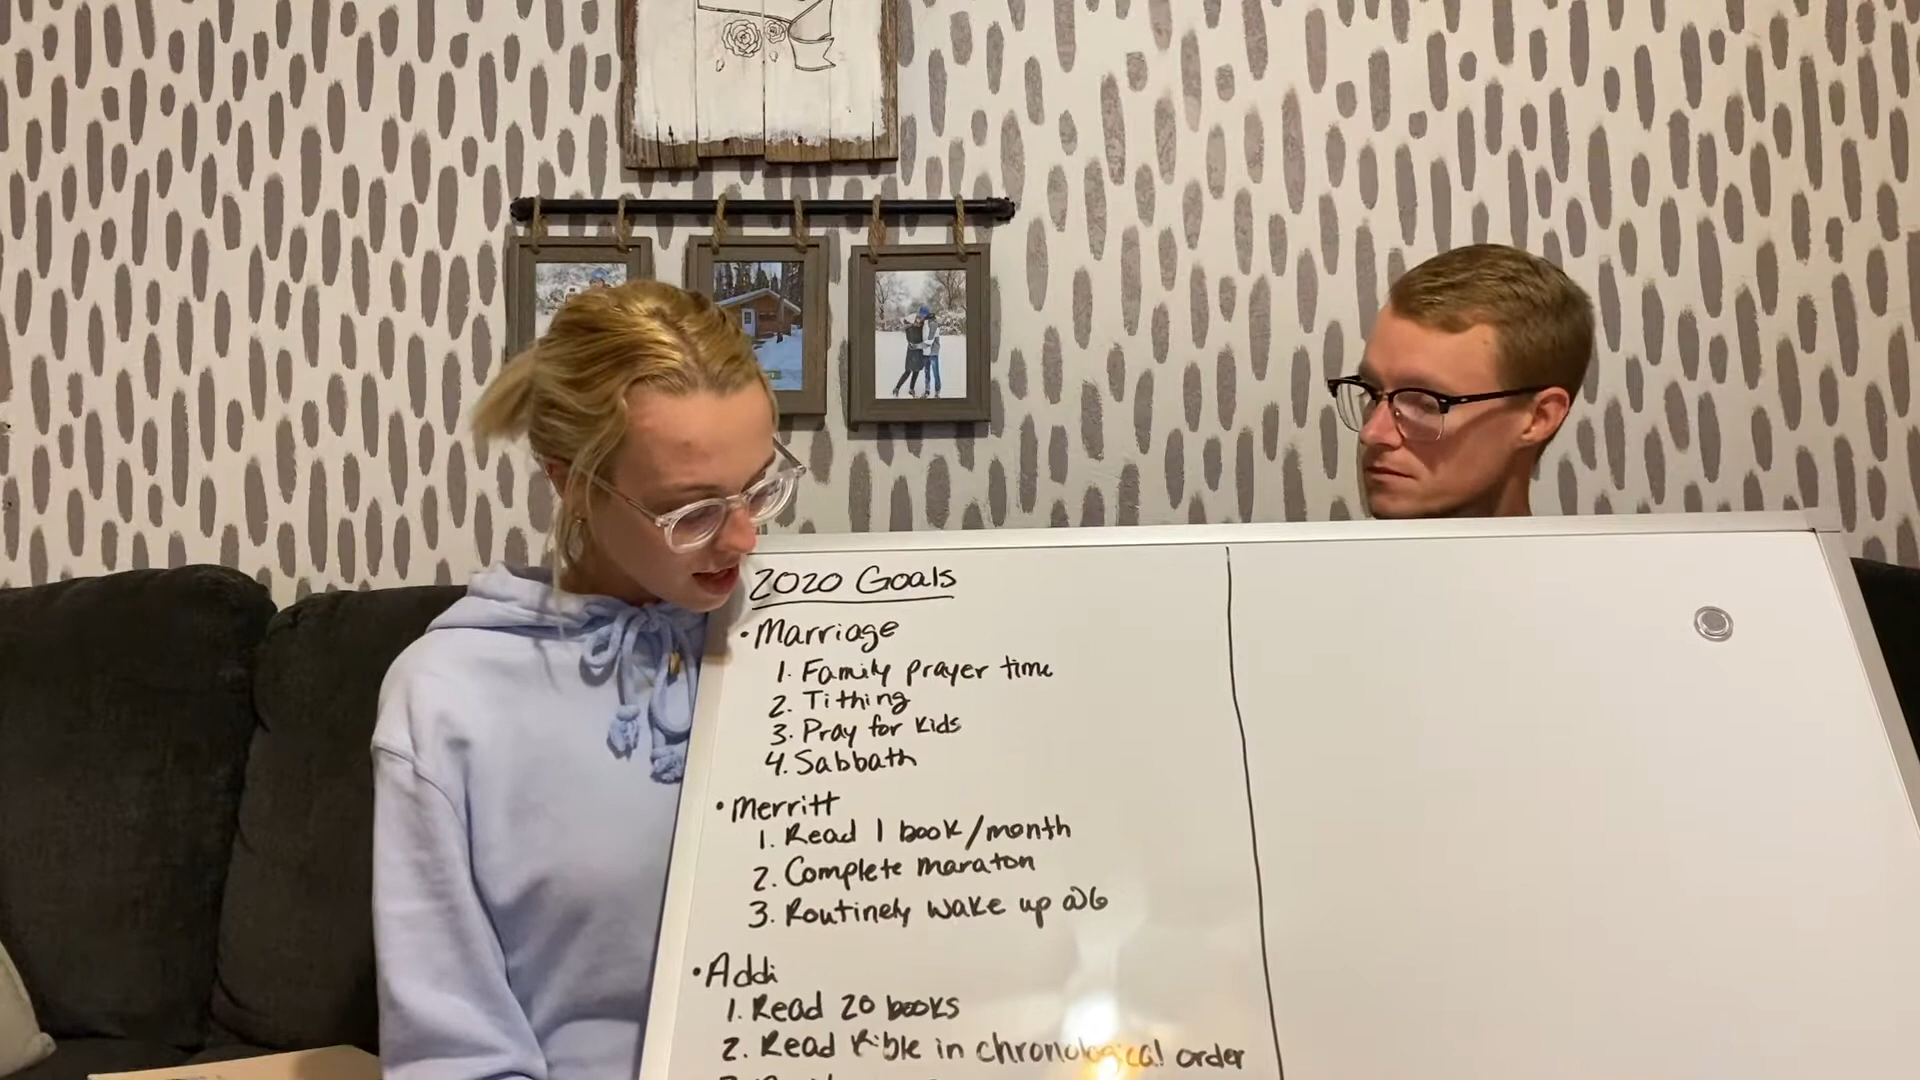 2020 Goals
• Marriage
1. Family prayer time
2. Tithing
3. Pray for kids
4. Sabbath
• Merritt
1. Read 1 book/month
2. Complete maraton
3. Routinely wake up @6
• Addi
1. Read 20 books
2. Read Bible in chronological order